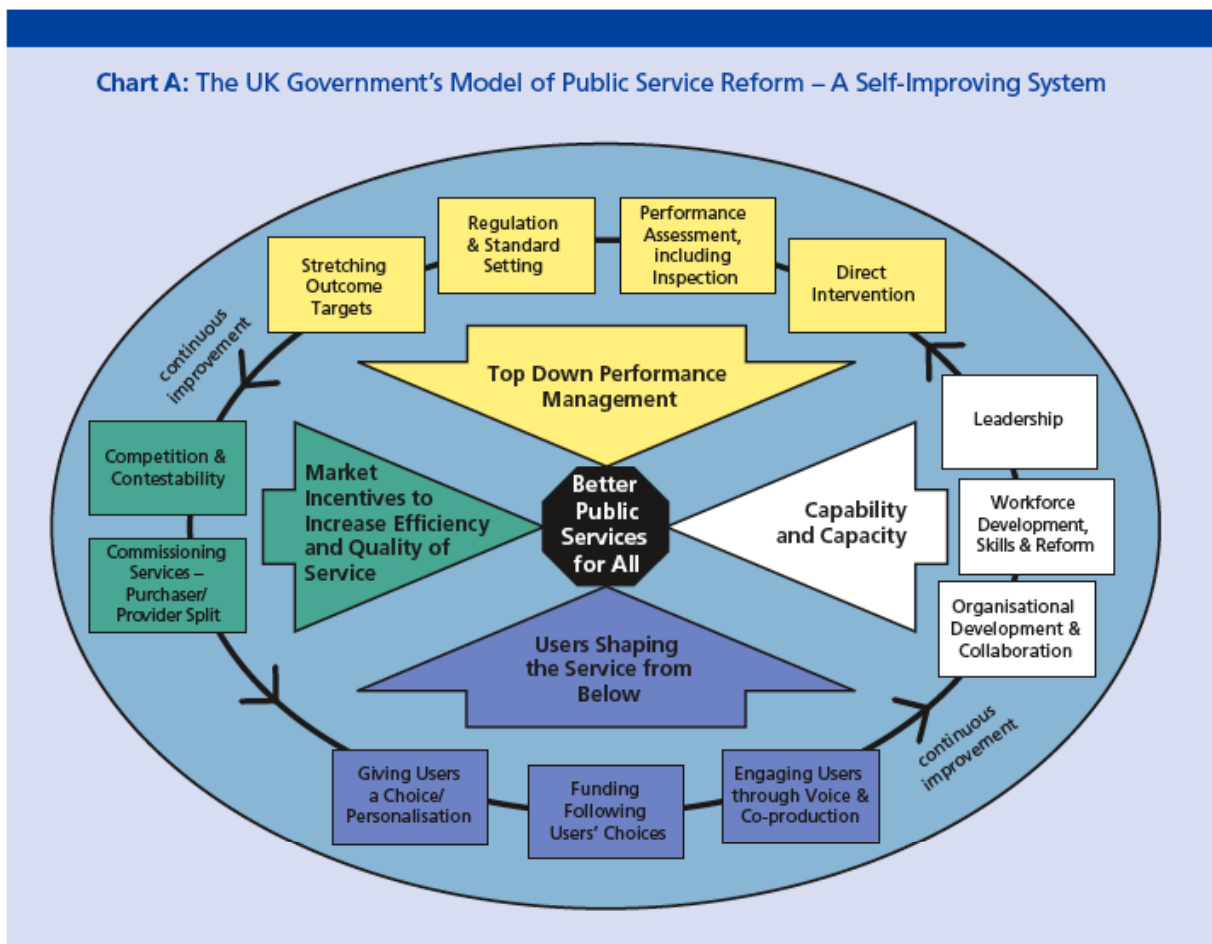 Chart A: The UK Government's Model of Public Service Reform – A Self-Improving System
Regulation
& Standard
Setting
Performance
Assessment,
including
Inspection
Stretching
Outcome
Targets
Direct
Intervention
continuous
improvement
Top Down Performance
Management
Leadership
Competition &
Contestability
Market
Incentives to
Increase Efficiency
and Quality of
Service
Better
Public
Services
for All
Capability
and Capacity
Workforce
Development,
Skills & Reform
Commissioning
Services –
Purchaser/
Provider Split
Organisational
Development &
Collaboration
Users Shaping
the Service from
Below
continuous
improvement
Giving Users
a Choice/
Personalisation
Funding
Following
Users' Choices
Engaging Users
through Voice &
Co-production